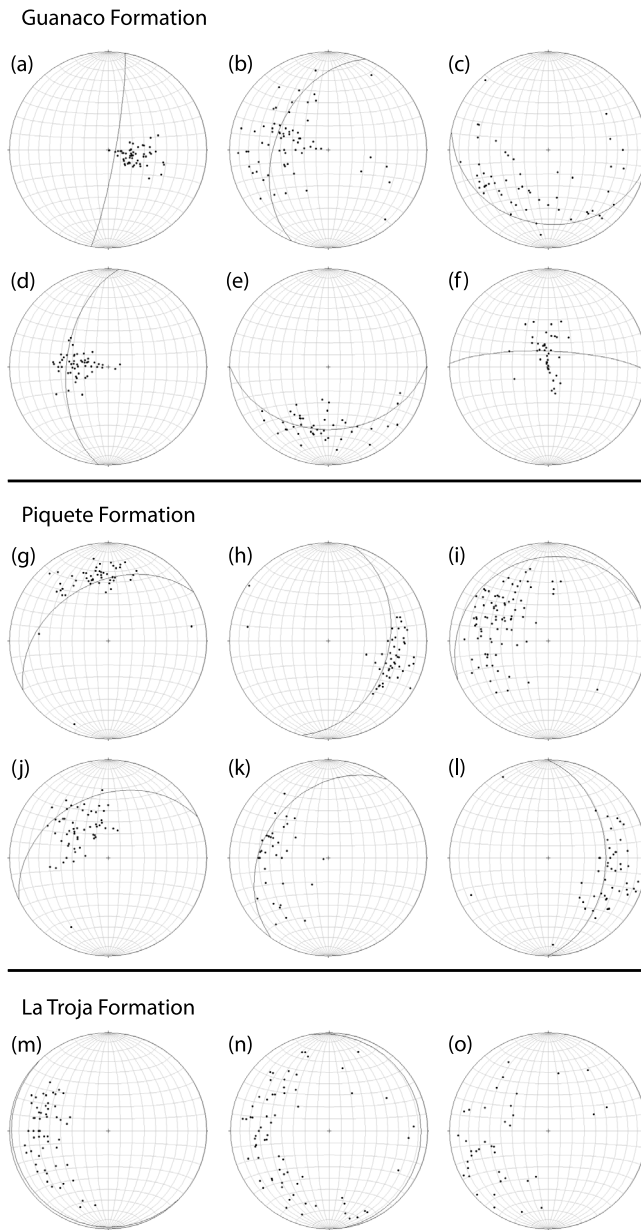 Guanaco Formation
(a) (b) (c)
(d) (e) (f)
Piquete Formation
(g) (h) (i)
(j) (k) (l)
La Troja Formation
(m) (n) (o)